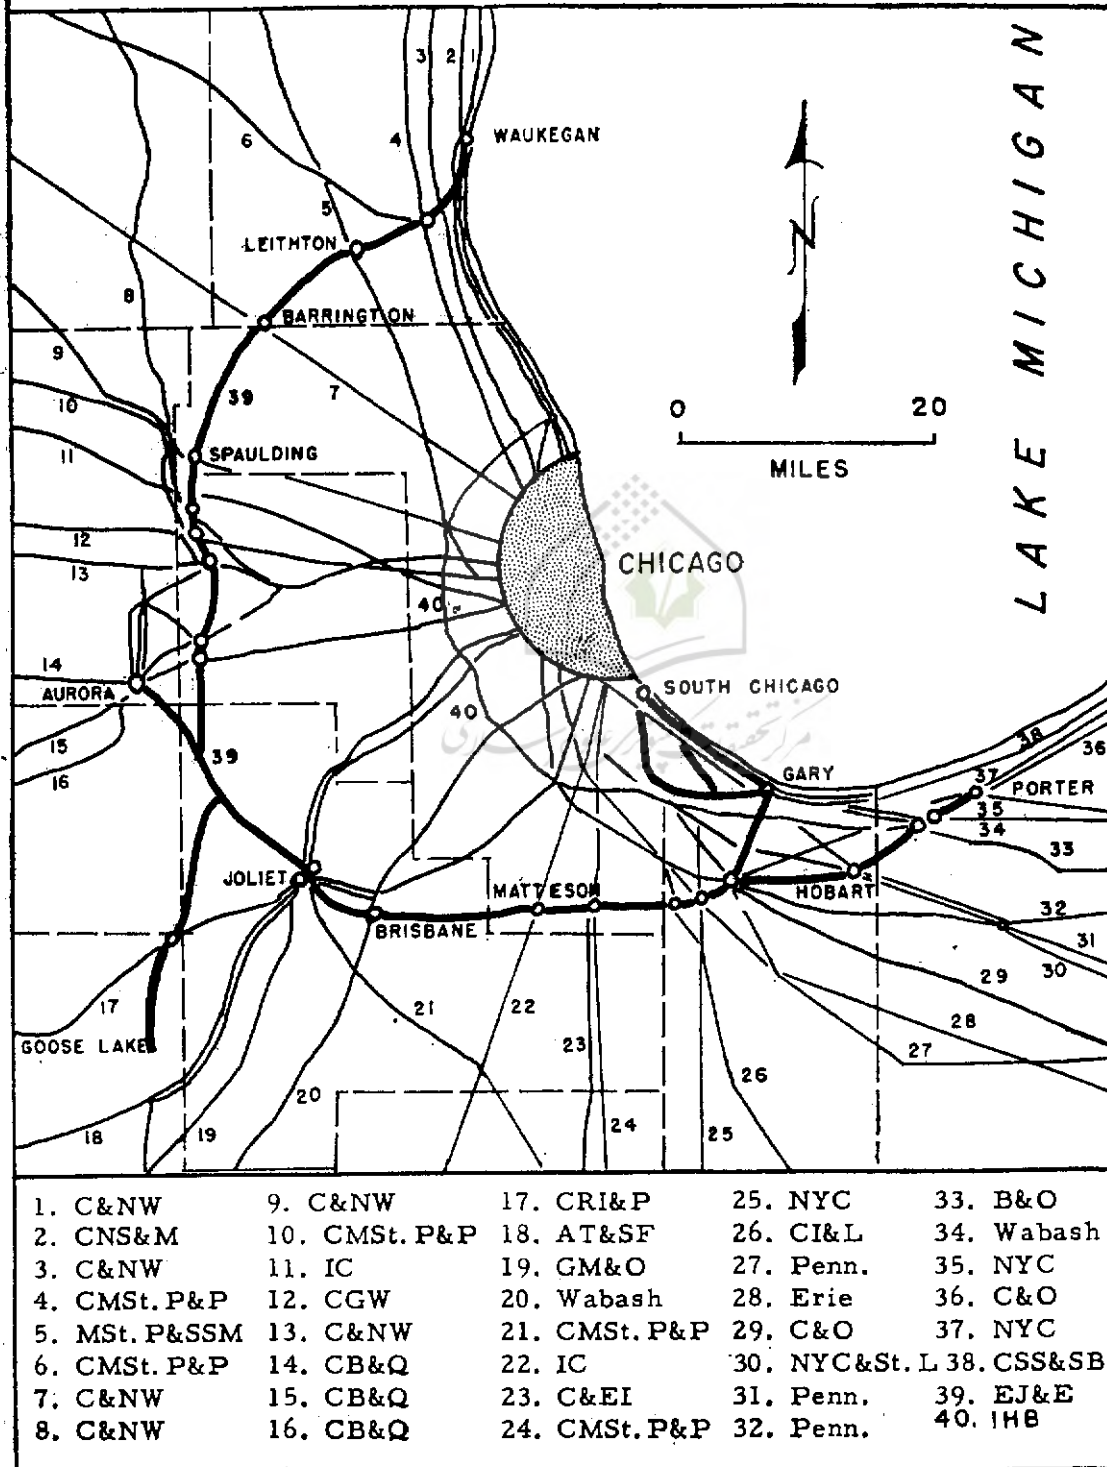 LAKE MICHIGAN
3 2 1
WAUKEGAN
6
4
5
LEITHTON
N
8
BARRINGTON
9
39
7
10
0 20
MILES
11
SPAULDING
12
CHICAGO
13
40
14
AURORA
SOUTH CHICAGO
40
38
36
15
39
GARY
37
PORTER
16
35
34
33
JOLIET
MATTESON
HOBART
BRISBANE
32
31
30
29
17
21
22
28
GOOSE LAKE
23
27
26
20
18
19
24
25
1. C&NW 9. C&NW 17. CRI&P 25. NYC 33. B&O
2. CNS&M 10. CMSt. P&P 18. AT&SF 26. CI&L 34. Wabash
3. C&NW 11. IC 19. GM&O 27. Penn. 35. NYC
4. CMSt. P&P 12. CGW 20. Wabash 28. Erie 36. C&O
5. MSt. P&SSM 13. C&NW 21. CMSt. P&P 29. C&O 37. NYC
6. CMSt. P&P 14. CB&Q 22. IC 30. NYC&St. L 38. CSS&SB
7. C&NW 15. CB&Q 23. C&EI 31. Penn. 39. EJ&E
8. C&NW 16. CB&Q 24. CMSt. P&P 32. Penn. 40. IHB